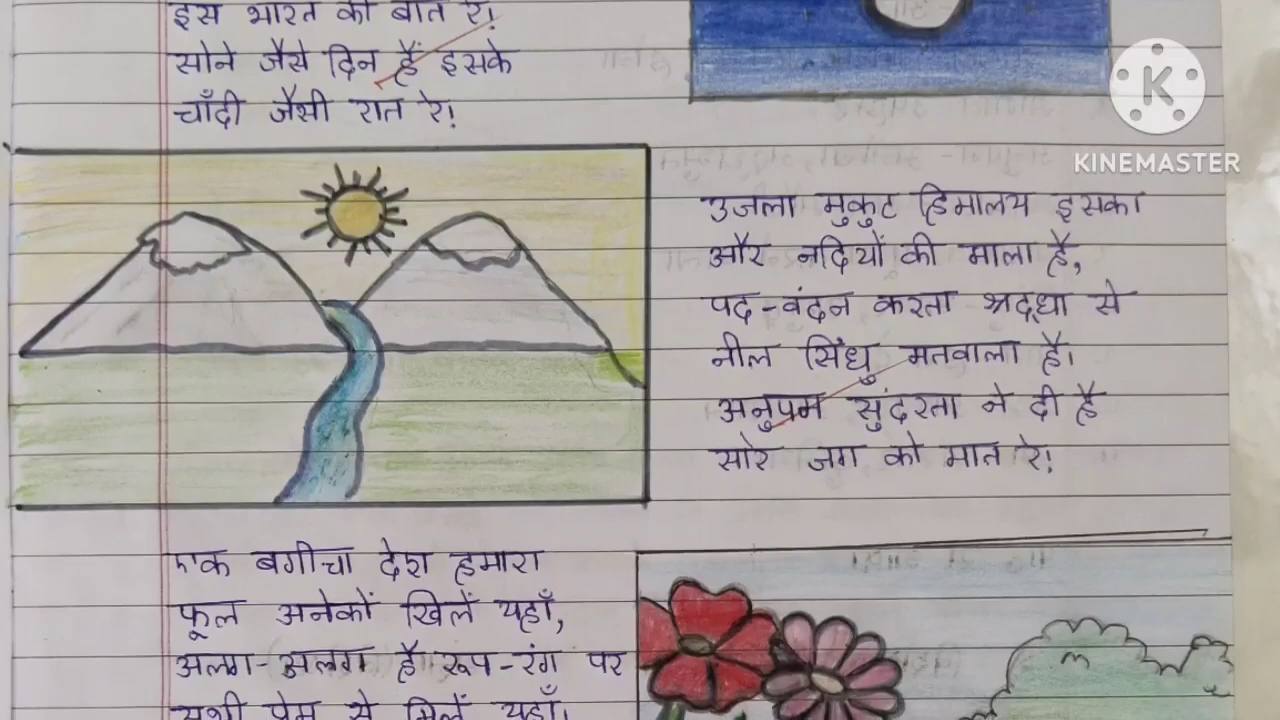 इस भारत की बात रे!
सोने जैसे दिन हैं इसके
चाँदी जैसी रात रे!
KINEMASTER
उजला मुकुट हिमालय इसका
और नदियों की माला है,
पद-वंदन करता श्रद्धा से
नील सिंधु मतवाला है।
अनुपम सुंदरता ने दी है
सारे जग को मात रे!
एक बगीचा देश हमारा
फूल अनेकों खिलें यहाँ,
अलग-अलग है रूप-रंग पर
सभी प्रेम से मिलें यहाँ।